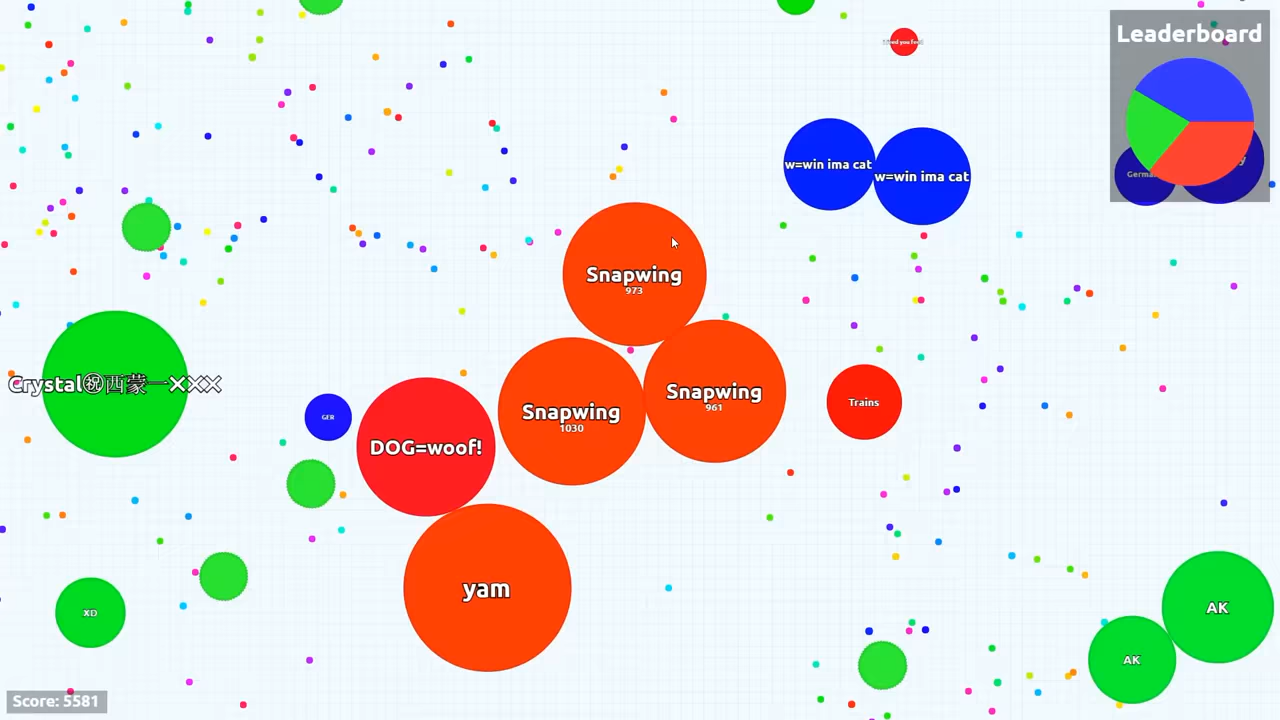 Leaderboard
w=win ima cat
w=win ima cat
Snapwing
973
Crystal㊗西蒙一✕✕✕
GER
DOG=woof!
Snapwing
1030
Snapwing
961
Trains
yam
XD
AK
AK
Score: 5581